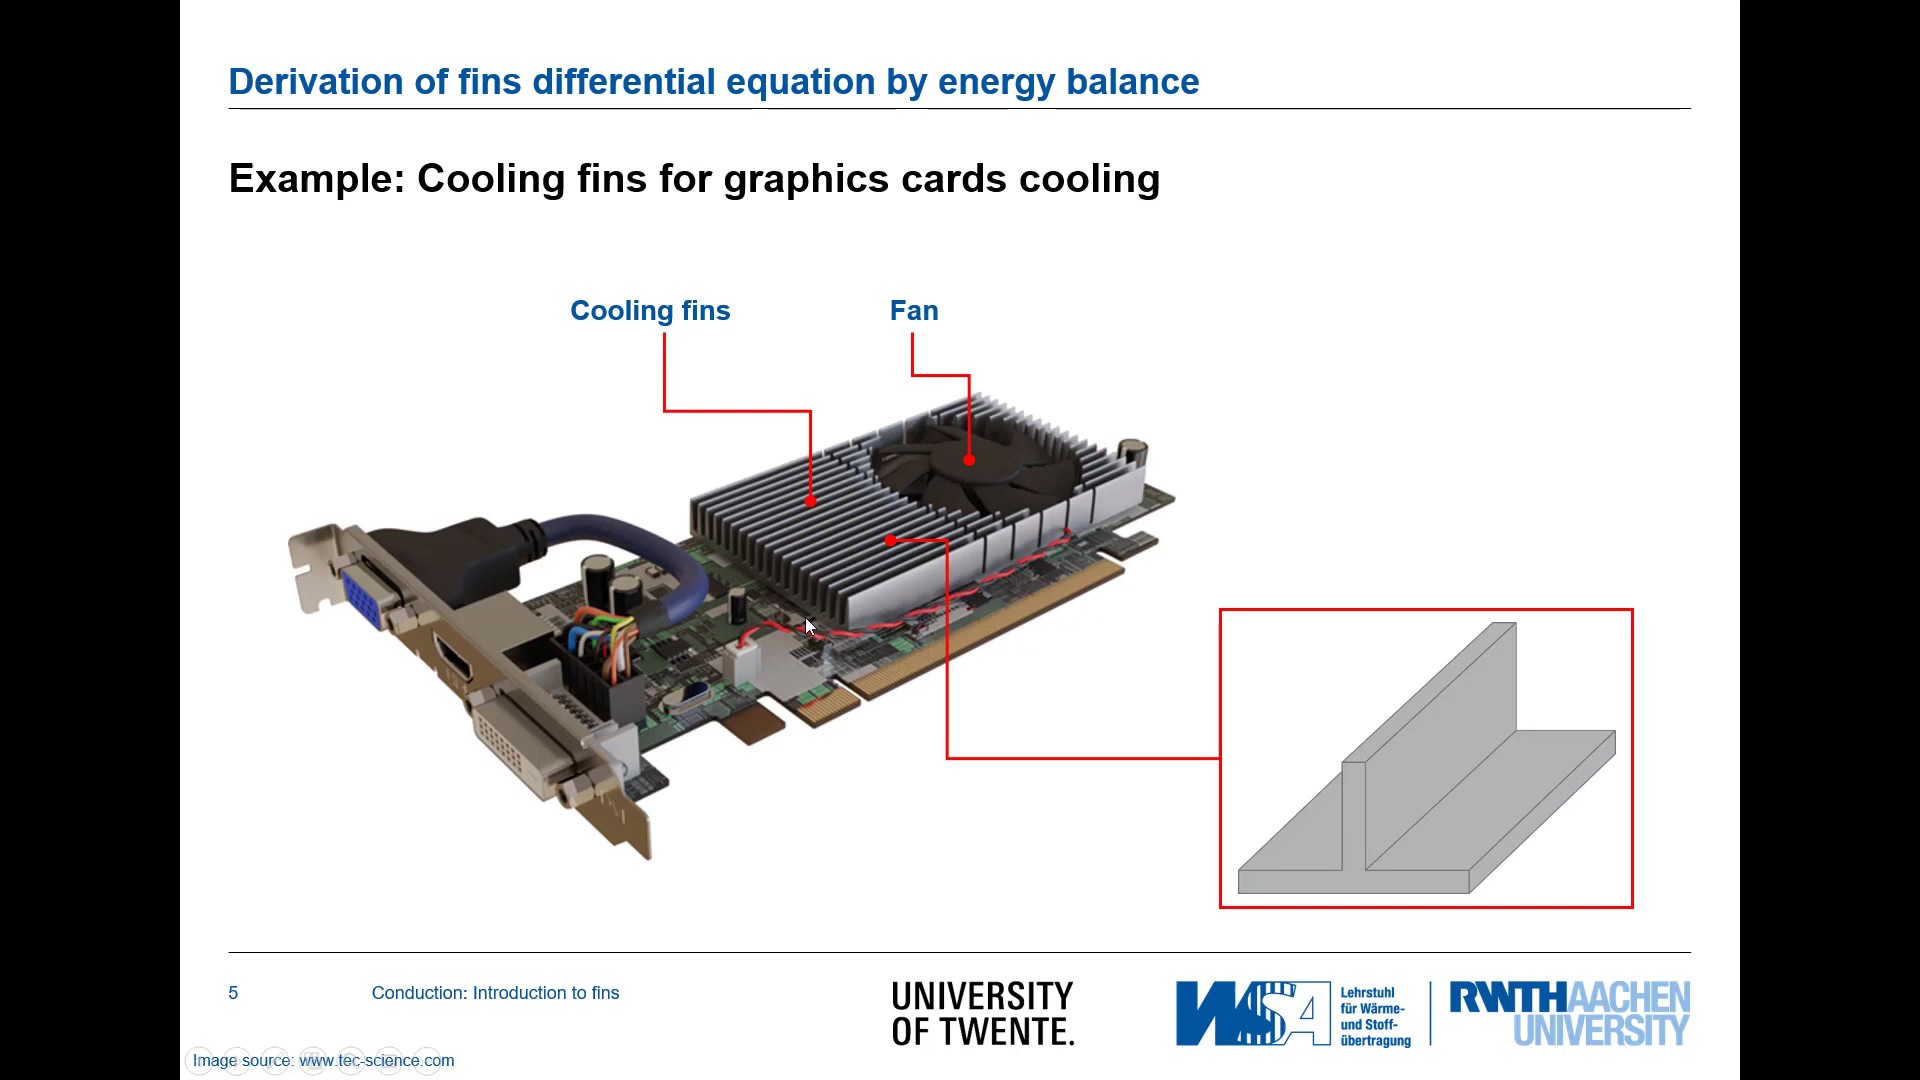 Derivation of fins differential equation by energy balance
Example: Cooling fins for graphics cards cooling
Cooling fins
Fan
5
Conduction: Introduction to fins
UNIVERSITY
OF TWENTE.
WSA
Lehrstuhl
für Wärme-
und Stoff-
übertragung
RWTHAACHEN
UNIVERSITY
Image source: www.tec-science.com